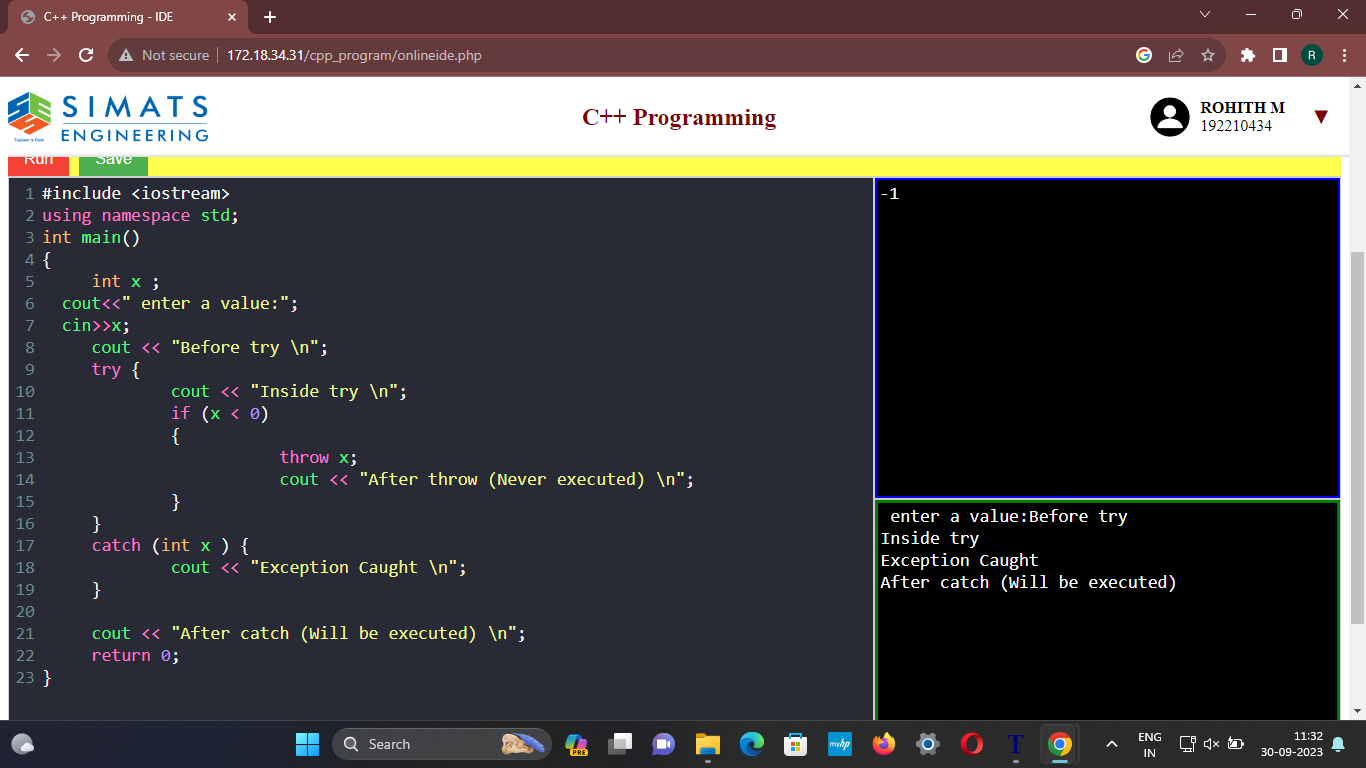 C++ Programming - IDE
Not secure 172.18.34.31/cpp_program/onlineide.php
R
SIMATS
ENGINEERING
Engineer to Excel
C++ Programming
ROHITH M
192210434
Run Save
1 #include <iostream>
2 using namespace std;
3 int main()
4 {
5 int x ;
6 cout<<" enter a value:";
7 cin>>x;
8 cout << "Before try \n";
9 try {
10 cout << "Inside try \n";
11 if (x < 0)
12 {
13 throw x;
14 cout << "After throw (Never executed) \n";
15 }
16 }
17 catch (int x ) {
18 cout << "Exception Caught \n";
19 }
20
21 cout << "After catch (Will be executed) \n";
22 return 0;
23 }
-1
enter a value:Before try
Inside try
Exception Caught
After catch (Will be executed)
Search
PRE
myhp
T
ENG
IN
11:32
30-09-2023